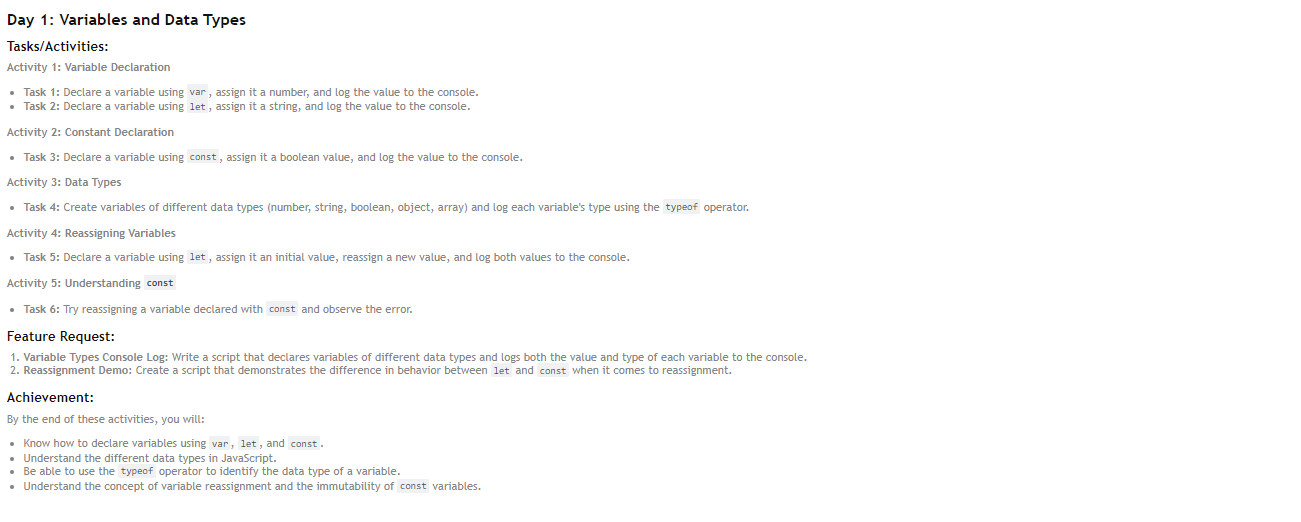 Day 1: Variables and Data Types
Tasks/Activities:
Activity 1: Variable Declaration
• Task 1: Declare a variable using var, assign it a number, and log the value to the console.
• Task 2: Declare a variable using let, assign it a string, and log the value to the console.
Activity 2: Constant Declaration
• Task 3: Declare a variable using const, assign it a boolean value, and log the value to the console.
Activity 3: Data Types
• Task 4: Create variables of different data types (number, string, boolean, object, array) and log each variable's type using the typeof operator.
Activity 4: Reassigning Variables
• Task 5: Declare a variable using let, assign it an initial value, reassign a new value, and log both values to the console.
Activity 5: Understanding const
• Task 6: Try reassigning a variable declared with const and observe the error.
Feature Request:
1. Variable Types Console Log: Write a script that declares variables of different data types and logs both the value and type of each variable to the console.
2. Reassignment Demo: Create a script that demonstrates the difference in behavior between let and const when it comes to reassignment.
Achievement:
By the end of these activities, you will:
• Know how to declare variables using var, let, and const.
• Understand the different data types in JavaScript.
• Be able to use the typeof operator to identify the data type of a variable.
• Understand the concept of variable reassignment and the immutability of const variables.